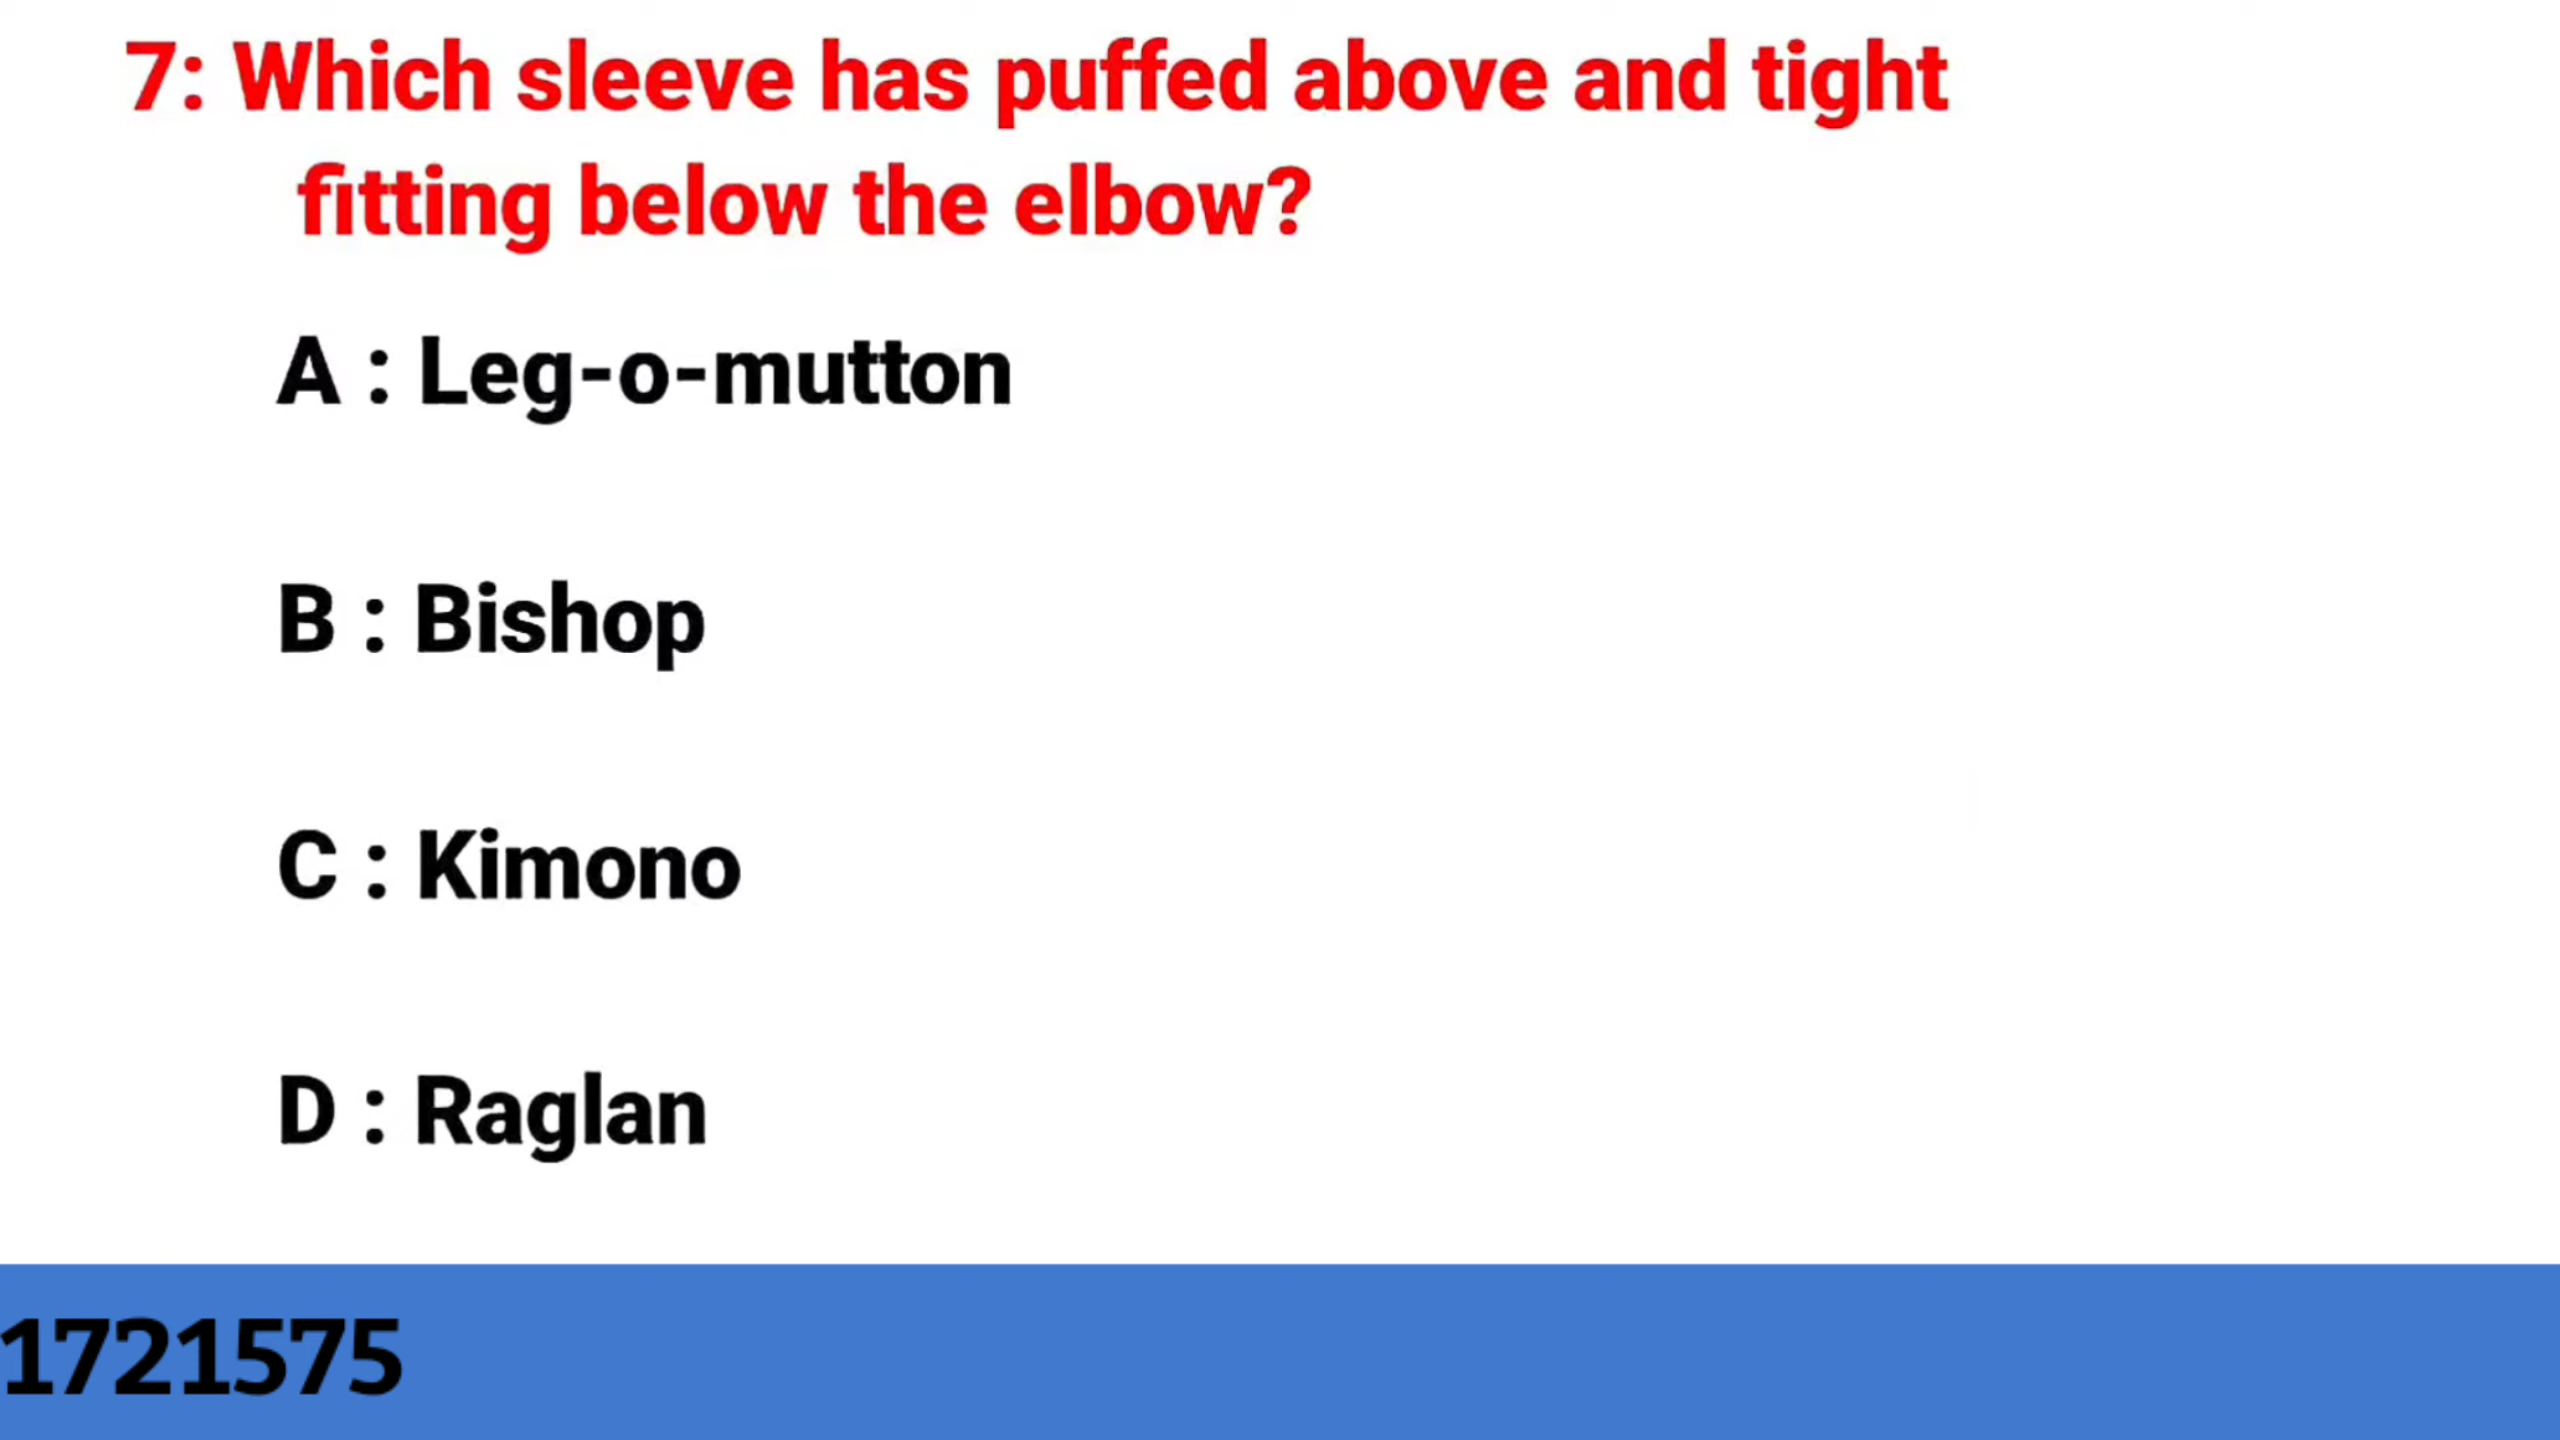 7: Which sleeve has puffed above and tight
fitting below the elbow?
A : Leg-o-mutton
B : Bishop
C : Kimono
D : Raglan
1721575